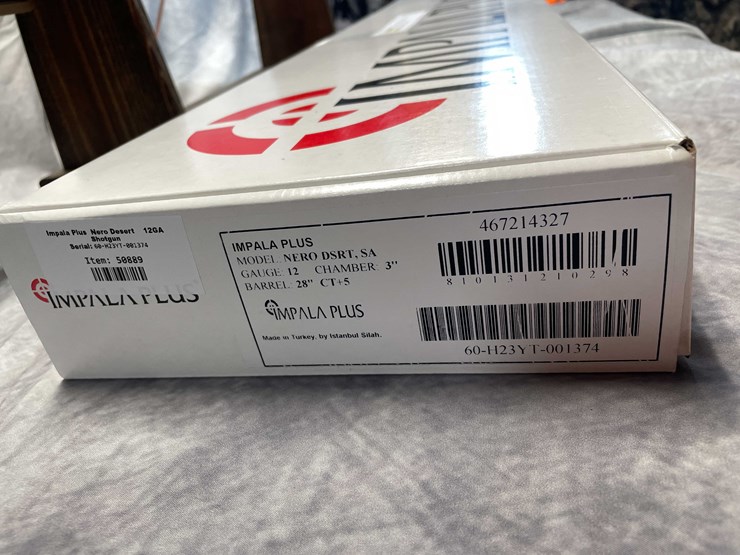 IMPALA
Impala Plus Nero Desert 12GA
Shotgun
Serial: 60-H23YT-001374
Item: 50889
IMPALA PLUS
IMPALA PLUS
MODEL: NERO DSRT, SA
GAUGE: 12 CHAMBER: 3"
BARREL: 28" CT+5
IMPALA PLUS
Made in Turkey, by Istanbul Silah.
467214327
810131210298
60-H23YT-001374